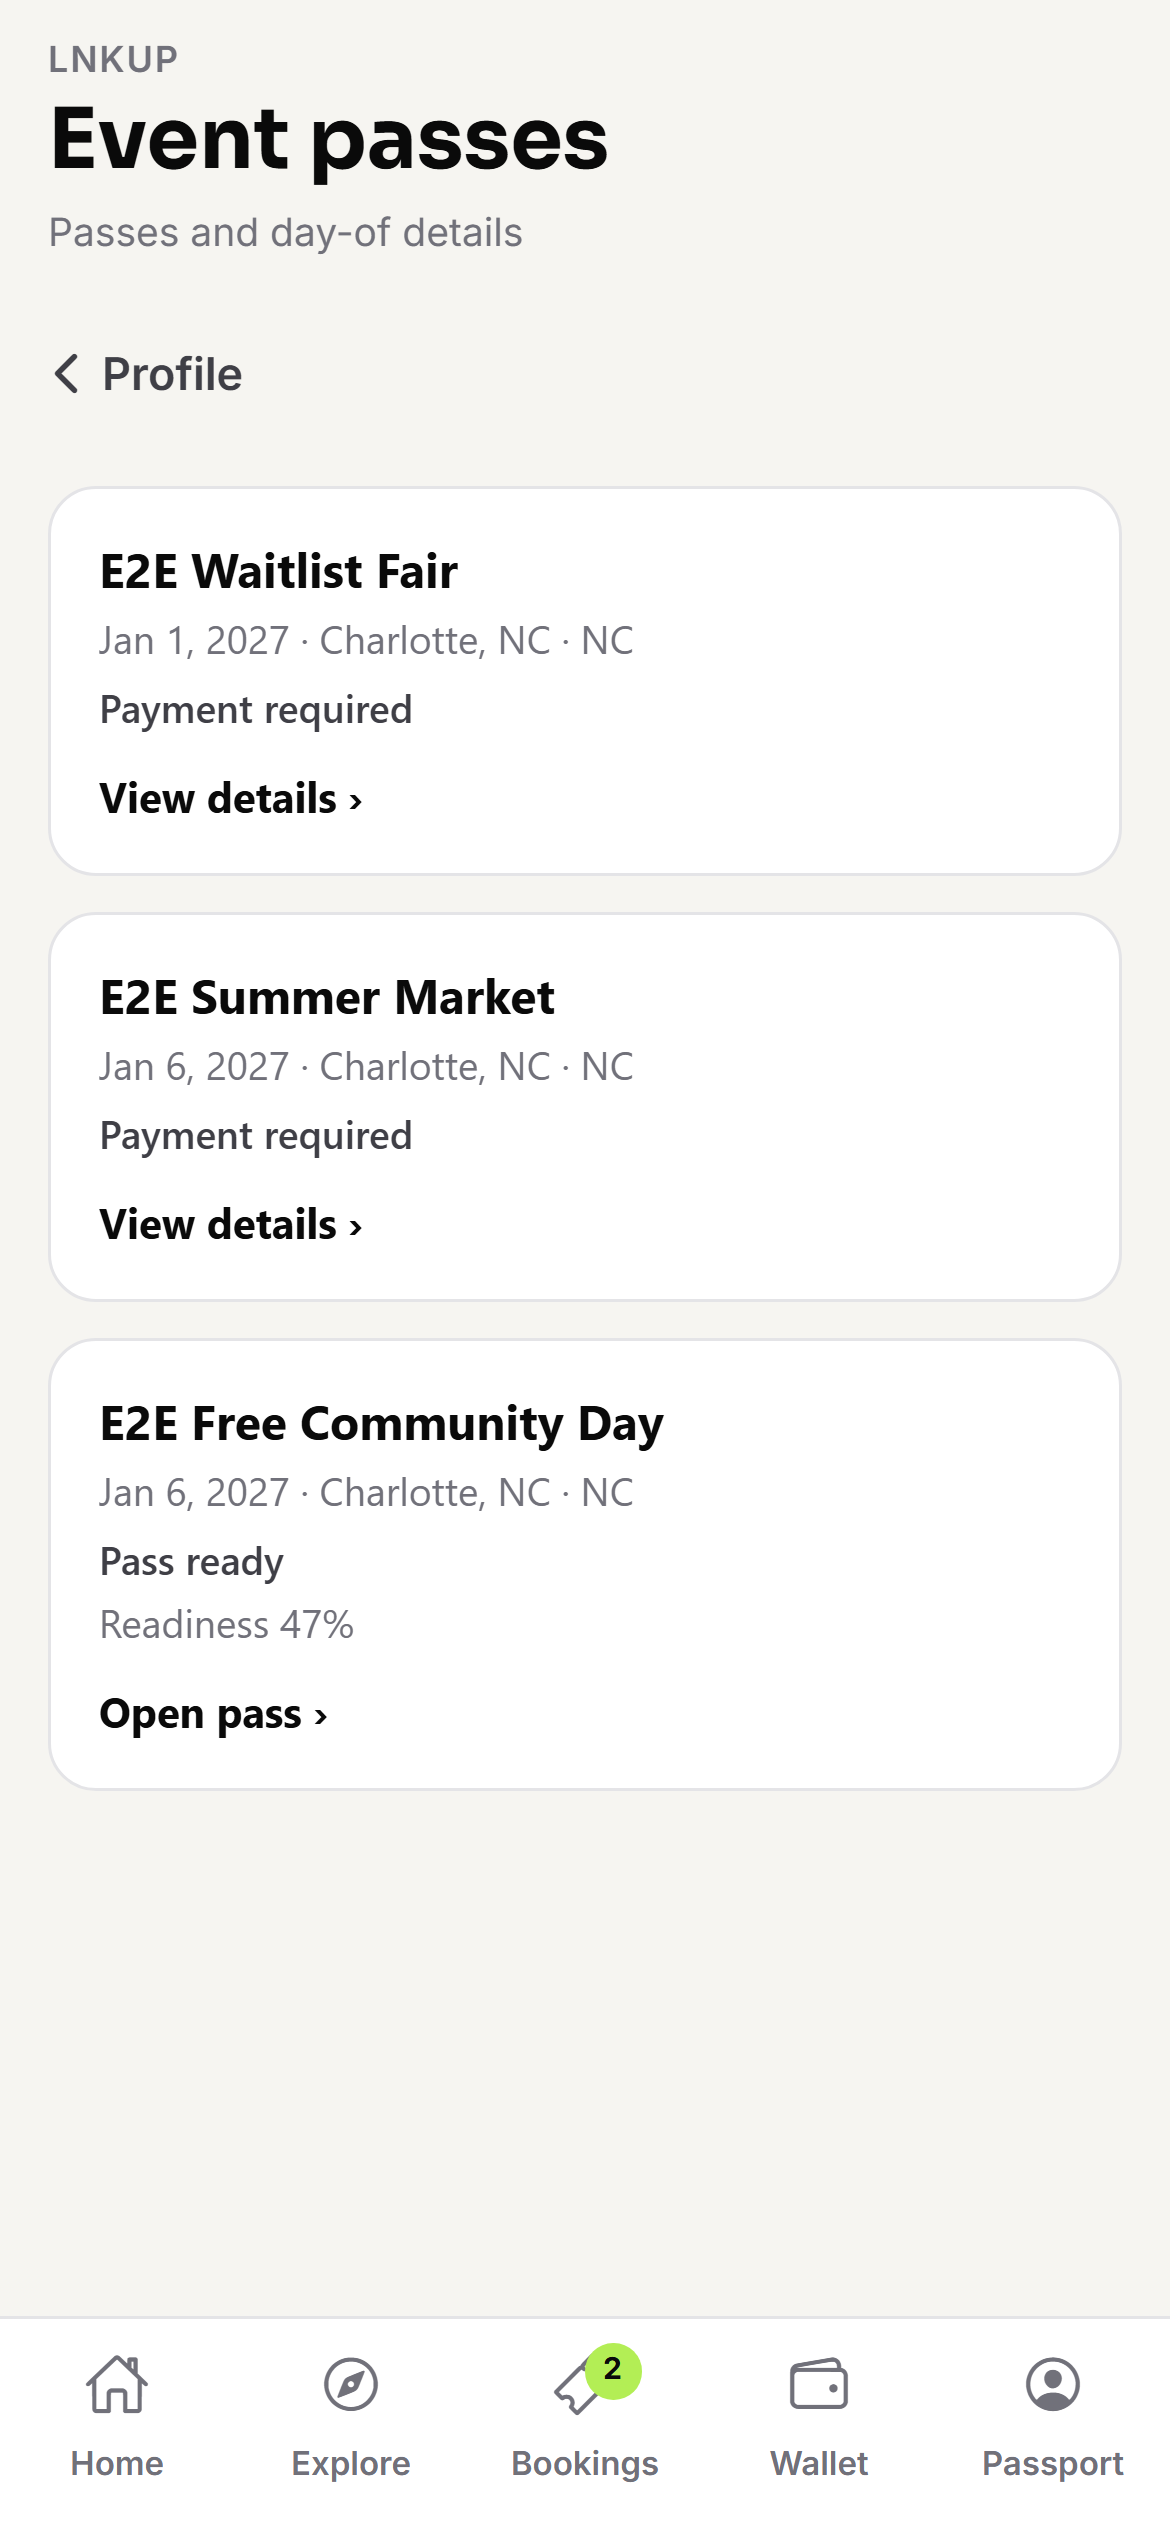 LNKUP
Event passes
Passes and day-of details
Profile
E2E Waitlist Fair
Jan 1, 2027 · Charlotte, NC · NC
Payment required
View details ›
E2E Summer Market
Jan 6, 2027 · Charlotte, NC · NC
Payment required
View details ›
E2E Free Community Day
Jan 6, 2027 · Charlotte, NC · NC
Pass ready
Readiness 47%
Open pass ›
2
Home Explore Bookings Wallet Passport